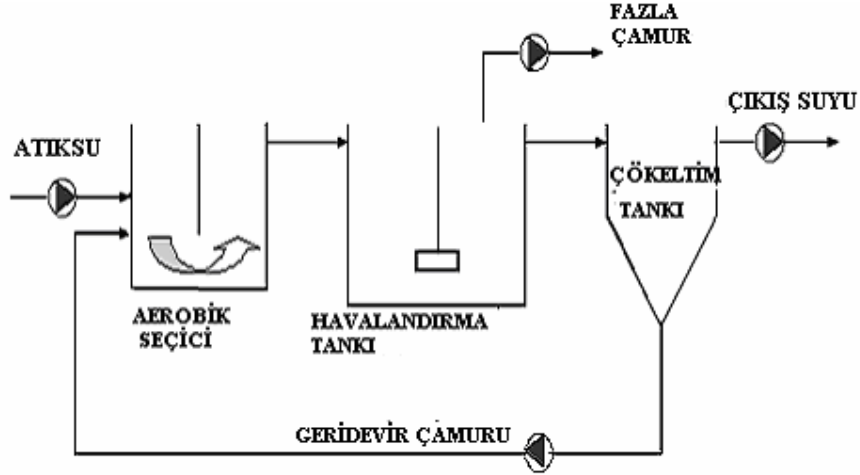 FAZLA
ÇAMUR
ÇIKIŞ SUYU
ATIKSU
ÇÖKELTİM
TANKI
AEROBİK
SEÇİCİ
HAVALANDIRMA
TANKI
GERİDEVİR ÇAMURU